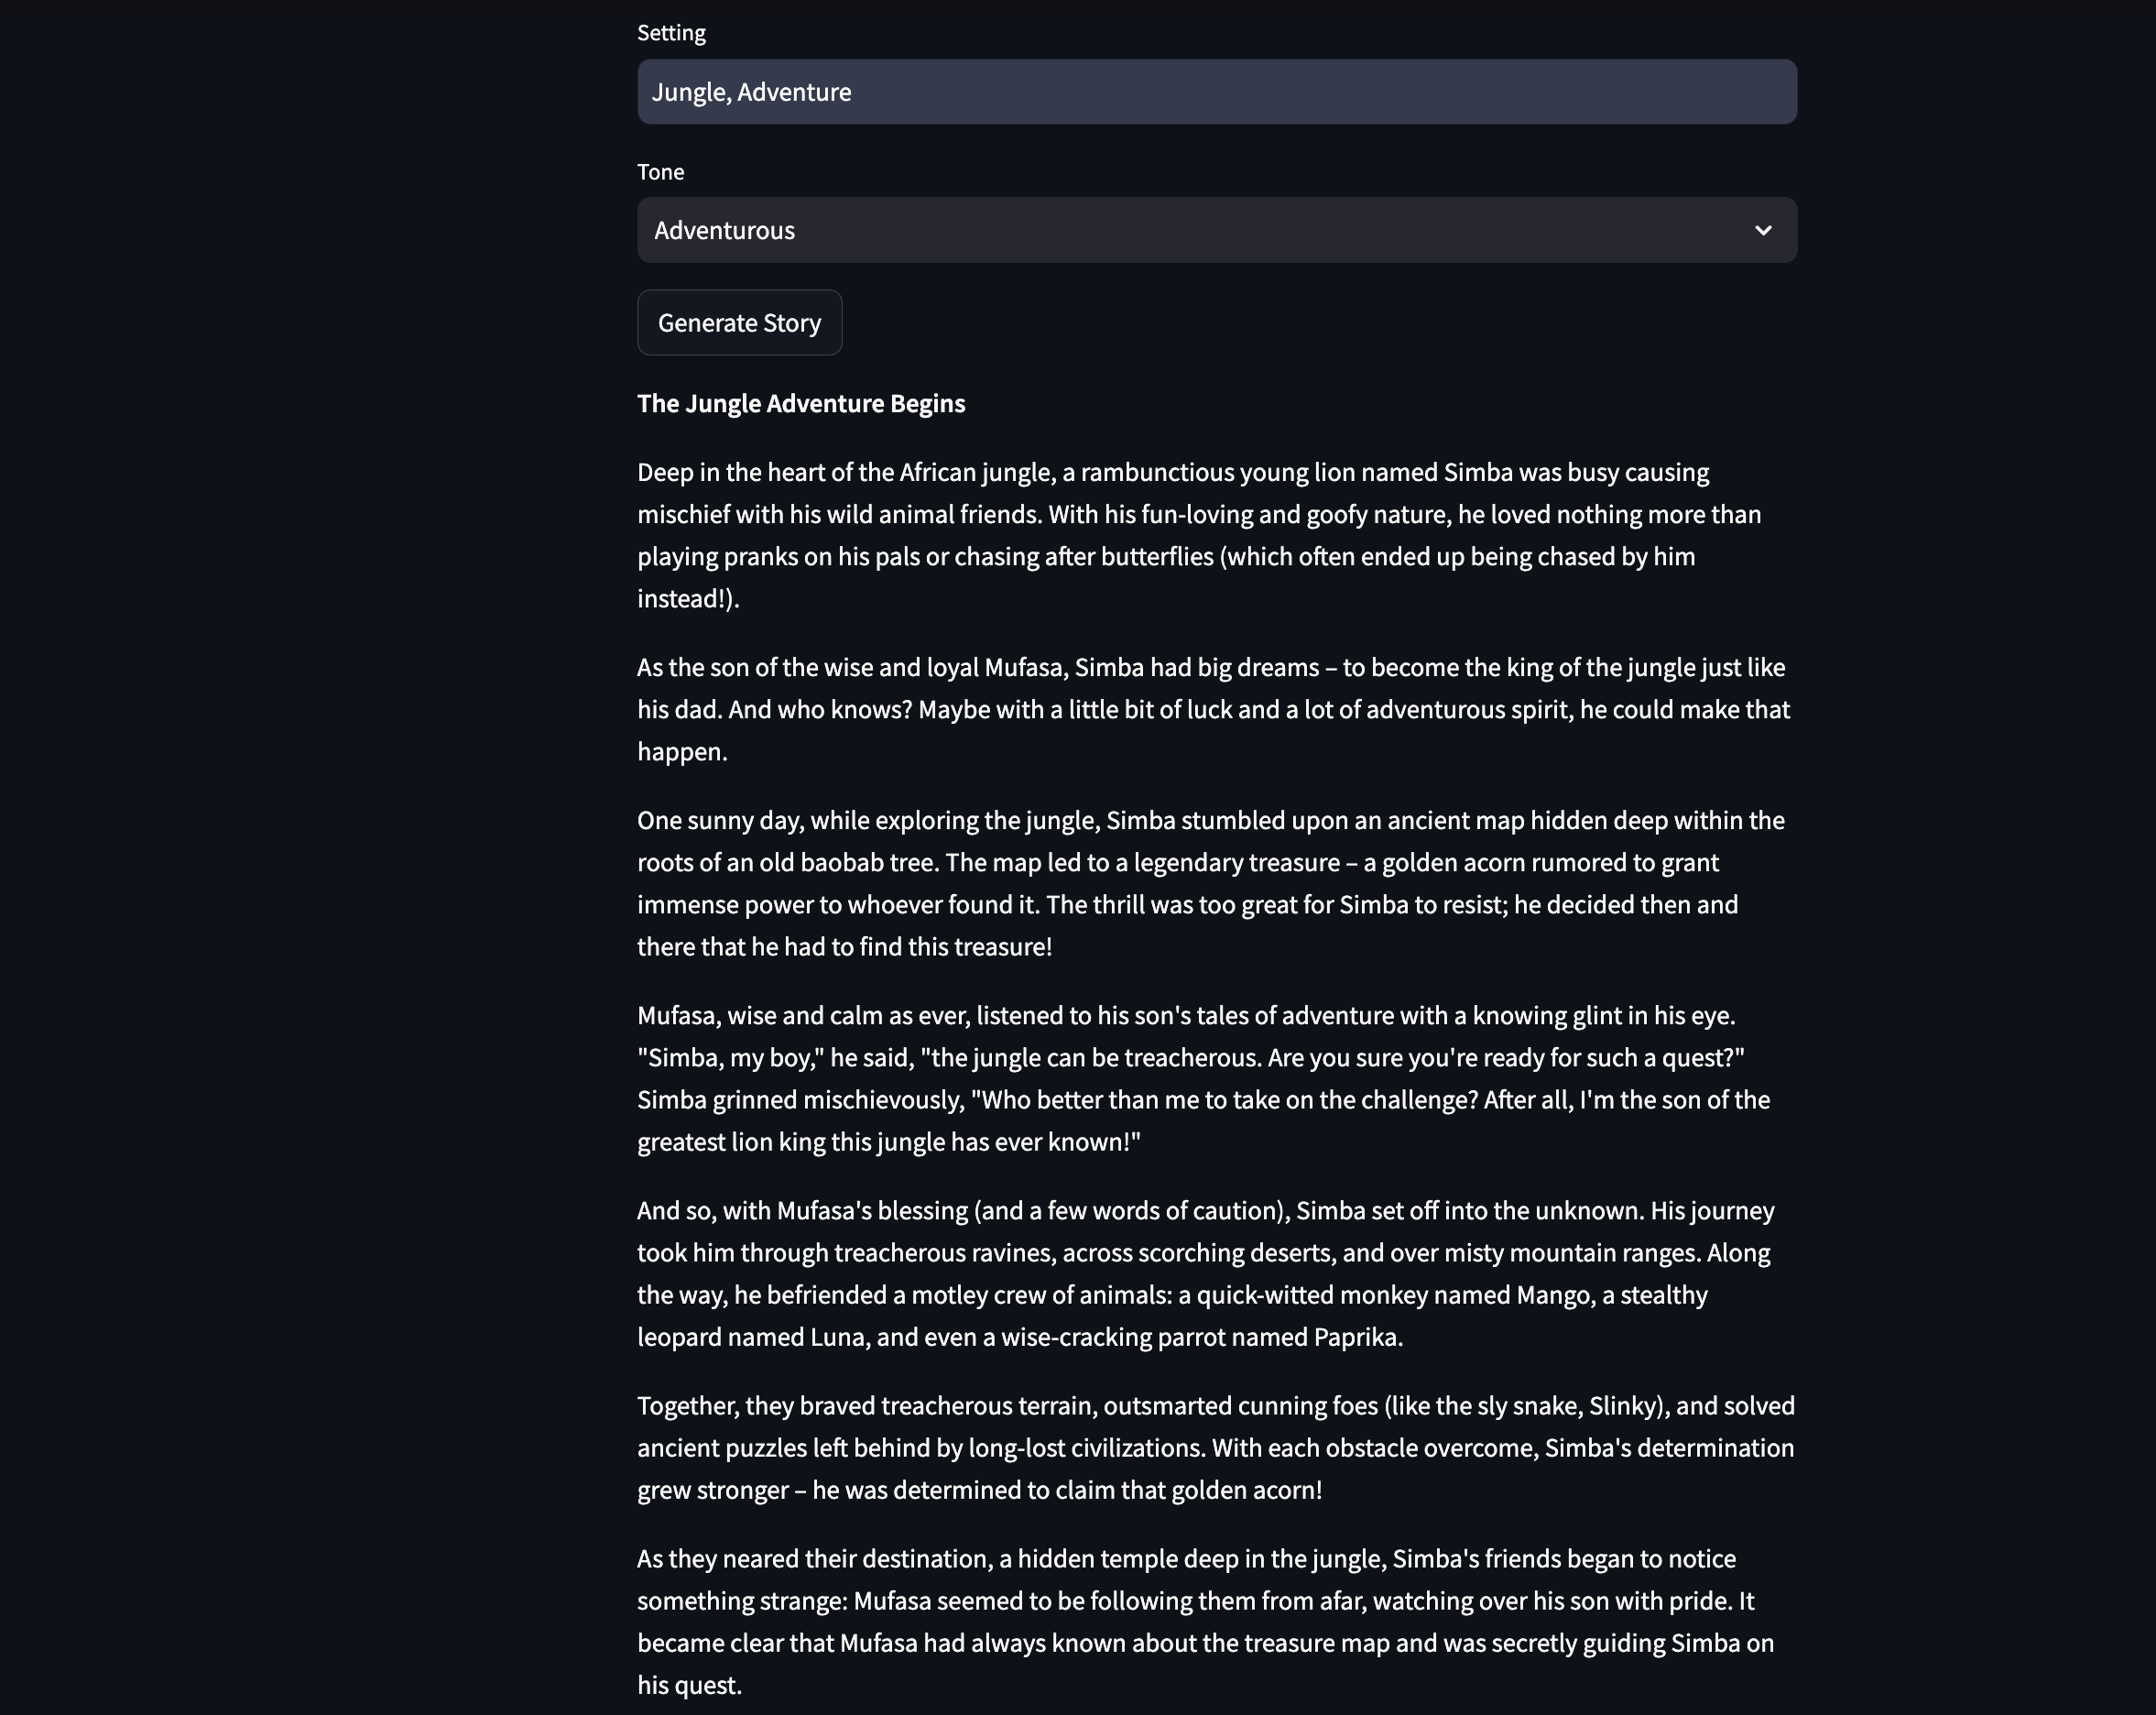 Setting
Jungle, Adventure
Tone
Adventurous
Generate Story
The Jungle Adventure Begins
Deep in the heart of the African jungle, a rambunctious young lion named Simba was busy causing
mischief with his wild animal friends. With his fun-loving and goofy nature, he loved nothing more than
playing pranks on his pals or chasing after butterflies (which often ended up being chased by him
instead!).
As the son of the wise and loyal Mufasa, Simba had big dreams – to become the king of the jungle just like
his dad. And who knows? Maybe with a little bit of luck and a lot of adventurous spirit, he could make that
happen.
One sunny day, while exploring the jungle, Simba stumbled upon an ancient map hidden deep within the
roots of an old baobab tree. The map led to a legendary treasure – a golden acorn rumored to grant
immense power to whoever found it. The thrill was too great for Simba to resist; he decided then and
there that he had to find this treasure!
Mufasa, wise and calm as ever, listened to his son's tales of adventure with a knowing glint in his eye.
"Simba, my boy," he said, "the jungle can be treacherous. Are you sure you're ready for such a quest?"
Simba grinned mischievously, "Who better than me to take on the challenge? After all, I'm the son of the
greatest lion king this jungle has ever known!"
And so, with Mufasa's blessing (and a few words of caution), Simba set off into the unknown. His journey
took him through treacherous ravines, across scorching deserts, and over misty mountain ranges. Along
the way, he befriended a motley crew of animals: a quick-witted monkey named Mango, a stealthy
leopard named Luna, and even a wise-cracking parrot named Paprika.
Together, they braved treacherous terrain, outsmarted cunning foes (like the sly snake, Slinky), and solved
ancient puzzles left behind by long-lost civilizations. With each obstacle overcome, Simba's determination
grew stronger – he was determined to claim that golden acorn!
As they neared their destination, a hidden temple deep in the jungle, Simba's friends began to notice
something strange: Mufasa seemed to be following them from afar, watching over his son with pride. It
became clear that Mufasa had always known about the treasure map and was secretly guiding Simba on
his quest.